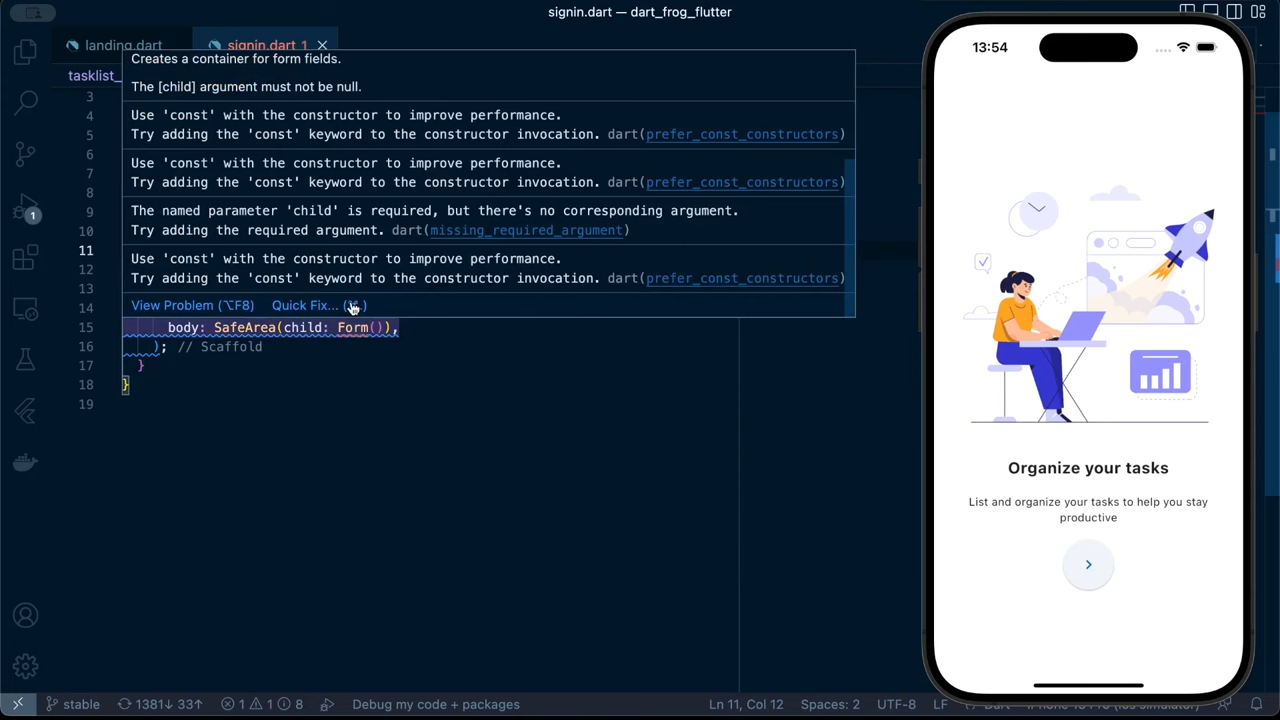 signin.dart — dart_frog_flutter
landing.dart
signin.dart 1
tasklist_
Creates a container for form fields.
The [child] argument must not be null.
Use 'const' with the constructor to improve performance.
Try adding the 'const' keyword to the constructor invocation. dart(prefer_const_constructors)
Use 'const' with the constructor to improve performance.
Try adding the 'const' keyword to the constructor invocation. dart(prefer_const_constructors)
The named parameter 'child' is required, but there's no corresponding argument.
Try adding the required argument. dart(missing_required_argument)
Use 'const' with the constructor to improve performance.
Try adding the 'const' keyword to the constructor invocation. dart(prefer_const_constructors)
View Problem (⌥F8) Quick Fix...
3
4
5
6
7
8
9
10
11
12
13
14
15 body: SafeArea(child: Form()),
16 ); // Scaffold
17 }
18 }
19
1
13:54
Organize your tasks
List and organize your tasks to help you stay
productive
stable 1381↓ 33↑ 1 1 8 Debug my code + packages Ln 11, Col 12 Spaces: 2 UTF-8 LF